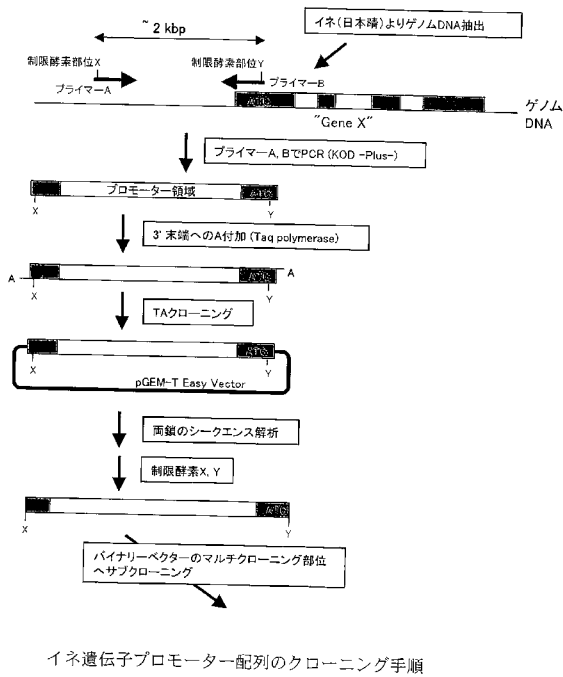 ~ 2 kbp
イネ(日本晴)よりゲノムDNA抽出
制限酵素部位X
制限酵素部位Y
プライマーA
プライマーB
ATG
ゲノム
DNA
"Gene X"
プライマーA, BでPCR (KOD -Plus-)
プロモーター領域
ATG
X
Y
3' 末端へのA付加 (Taq polymerase)
A
ATG
A
X
Y
TAクローニング
ATG
X
Y
pGEM-T Easy Vector
両鎖のシークエンス解析
制限酵素X, Y
ATG
X
Y
バイナリーベクターのマルチクローニング部位
へサブクローニング
イネ遺伝子プロモーター配列のクローニング手順